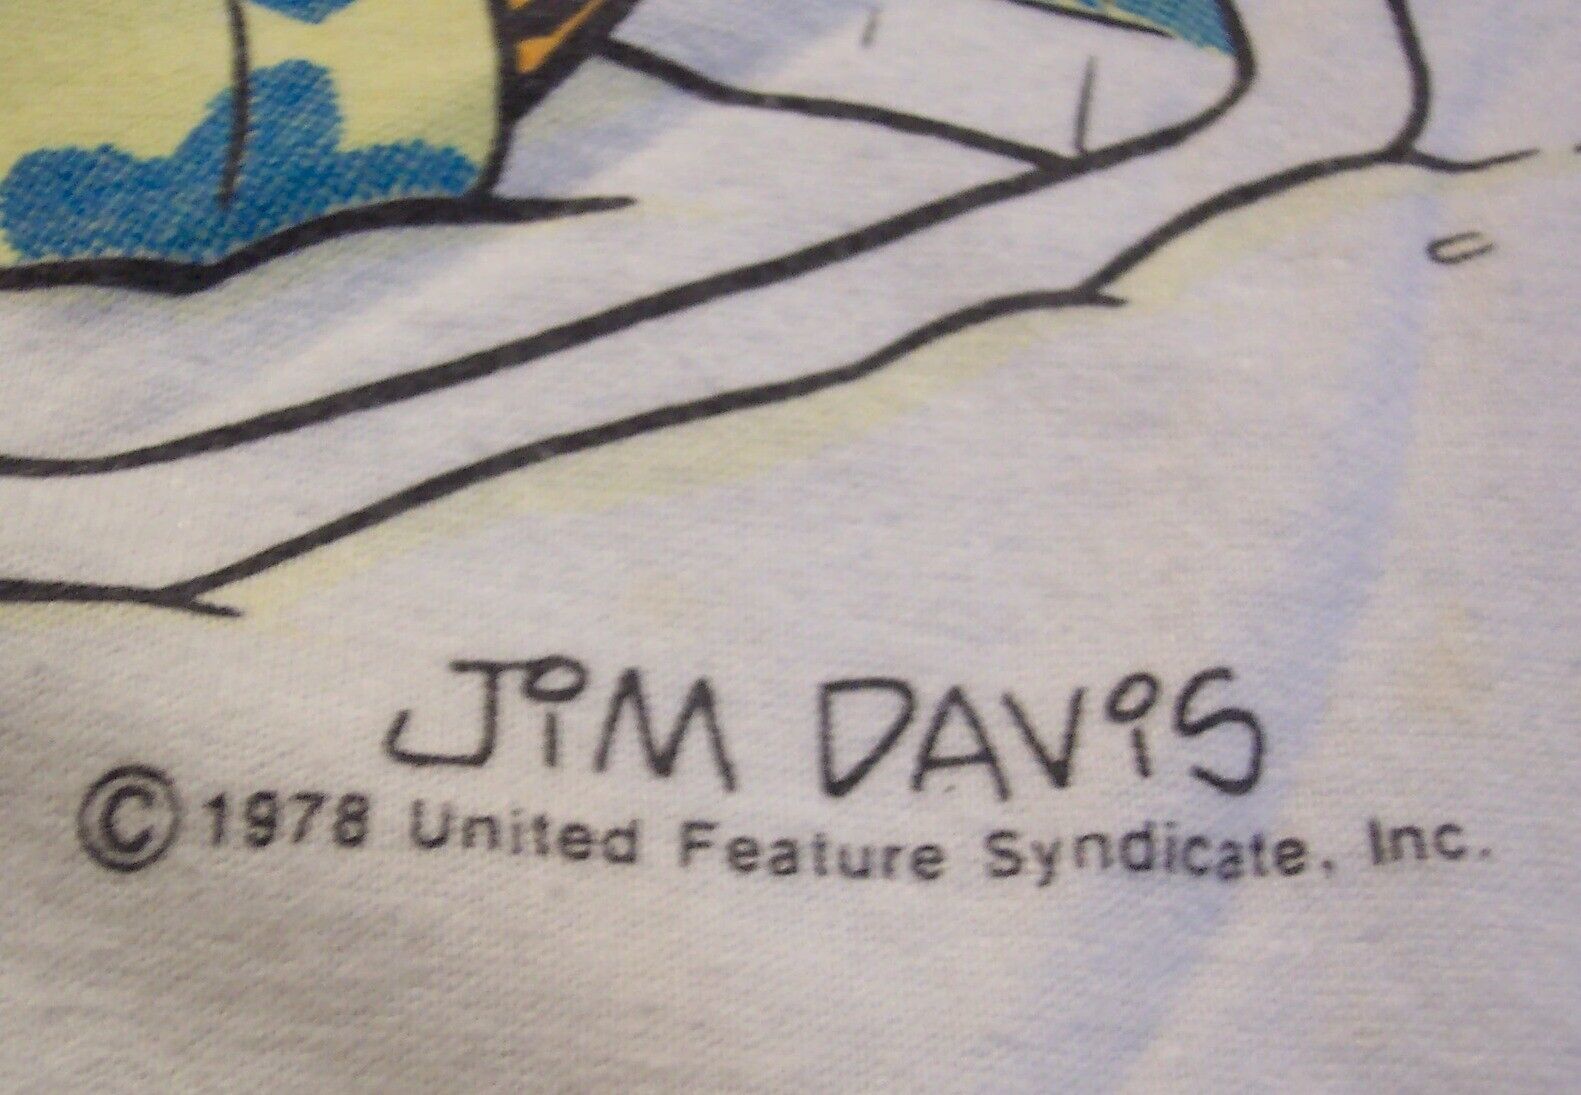 JiM DAViS
© 1978 United Feature Syndicate, Inc.